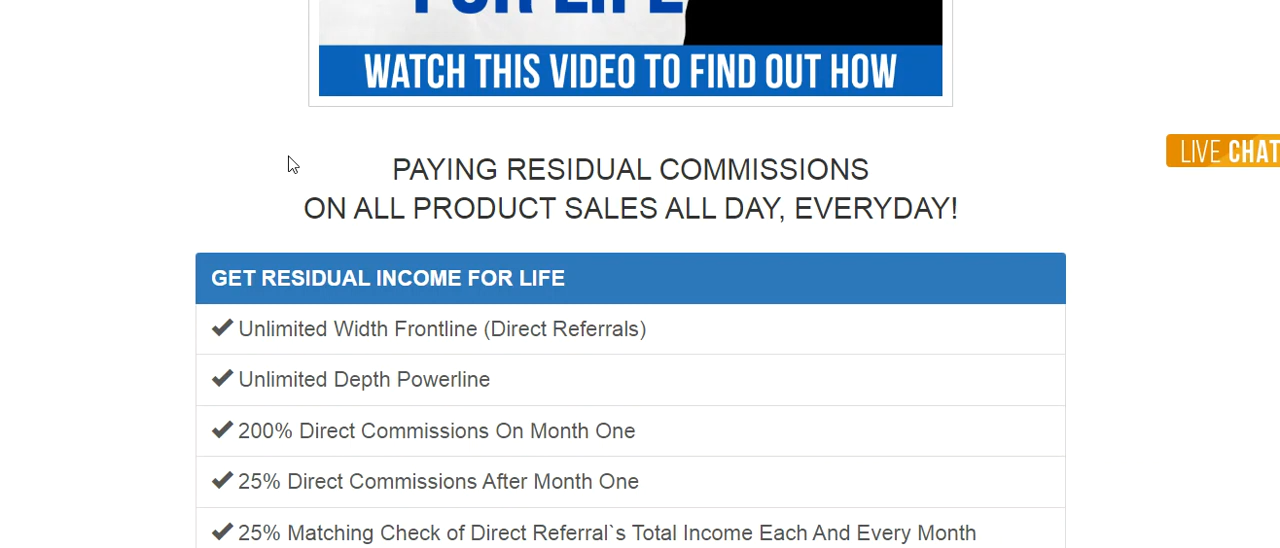 FOR LIFE
WATCH THIS VIDEO TO FIND OUT HOW
LIVE CHAT
PAYING RESIDUAL COMMISSIONS
ON ALL PRODUCT SALES ALL DAY, EVERYDAY!
GET RESIDUAL INCOME FOR LIFE
Unlimited Width Frontline (Direct Referrals)
Unlimited Depth Powerline
200% Direct Commissions On Month One
25% Direct Commissions After Month One
25% Matching Check of Direct Referral`s Total Income Each And Every Month